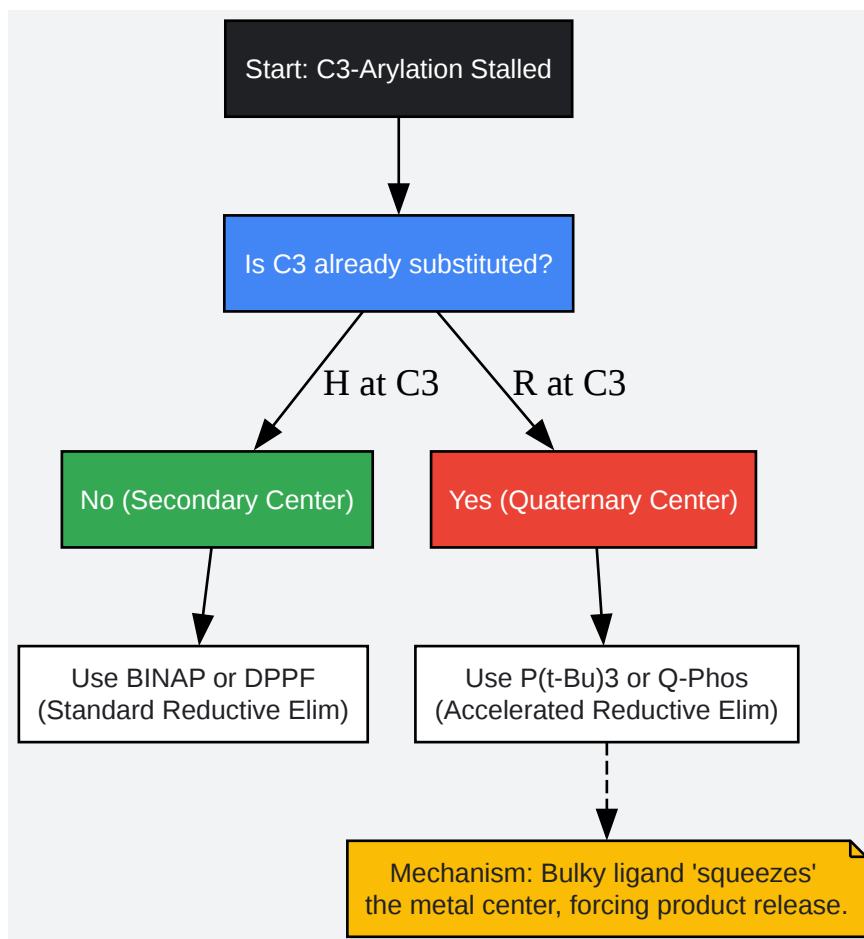 Start: C3-Arylation Stalled
Is C3 already substituted?
H at C3
R at C3
No (Secondary Center)
Yes (Quaternary Center)
Use BINAP or DPPF
(Standard Reductive Elim)
Use P(t-Bu)3 or Q-Phos
(Accelerated Reductive Elim)
Mechanism: Bulky ligand 'squeezes'
the metal center, forcing product release.